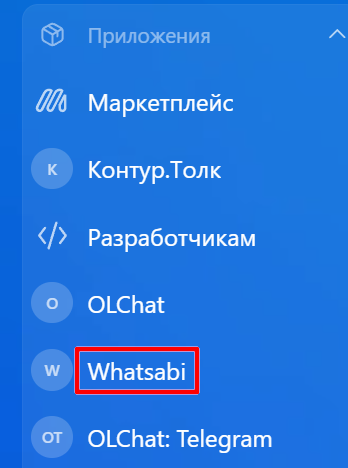 Приложения
Маркетплейс
К Контур.Толк
Разработчикам
O OLChat
W Whatsabi
OT OLChat: Telegram